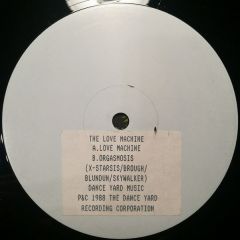 THE LOVE MACHINE
A.LOVE MACHINE
B.ORGASMOSIS
(X-STARSIS/BROUGH/
BLUNDUN/SKYWALKER)
DANCE YARD MUSIC
P&C 1988 THE DANCE YARD
RECORDING CORPORATION